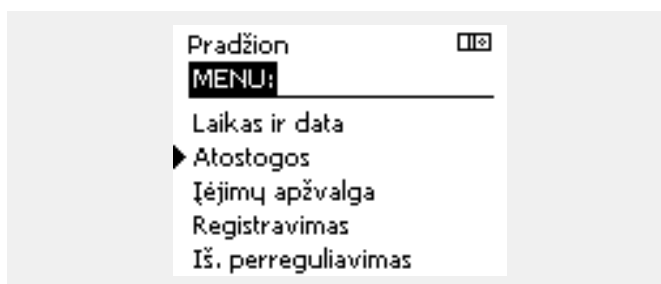 Pradžion
MENU:
Laikas ir data
Atostogos
Įėjimų apžvalga
Registravimas
Iš. perreguliavimas